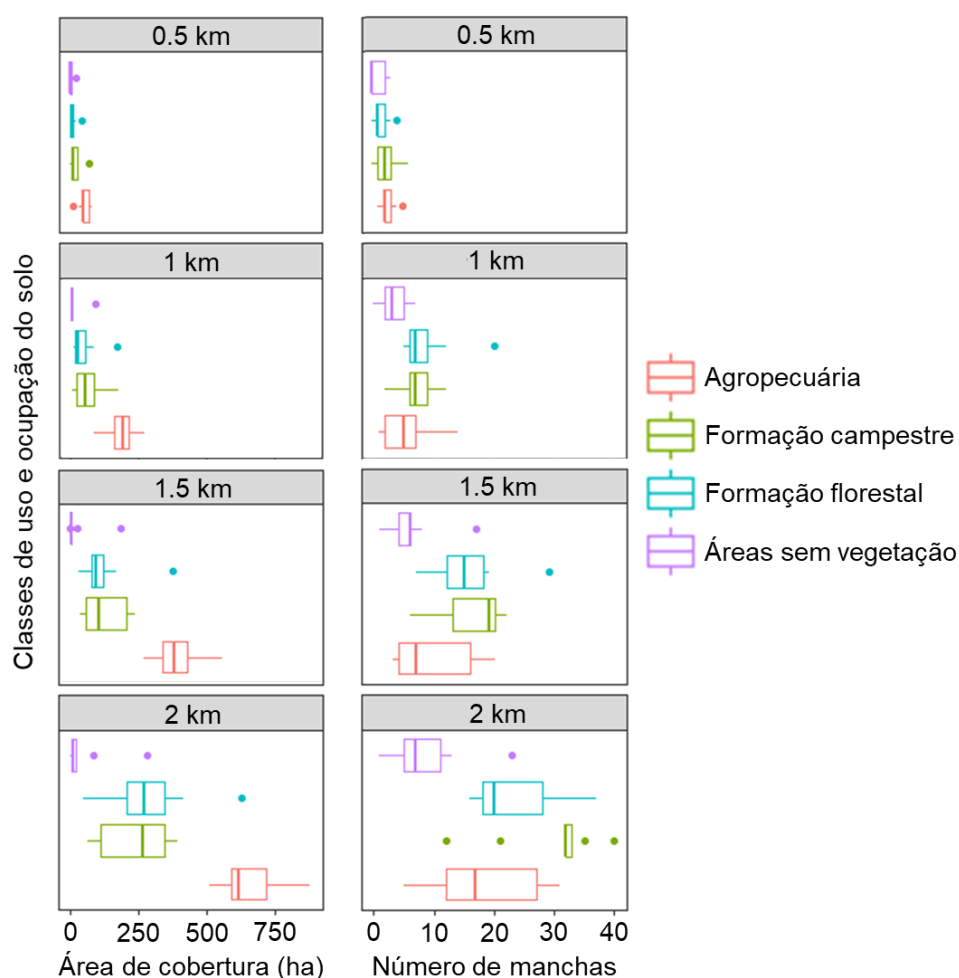 0.5 km
0.5 km
1 km
1 km
1.5 km
1.5 km
2 km
2 km
Classes de uso e ocupação do solo
0 250 500 750
0 10 20 30 40
Área de cobertura (ha)
Número de manchas
Agropecuária
Formação campestre
Formação florestal
Áreas sem vegetação